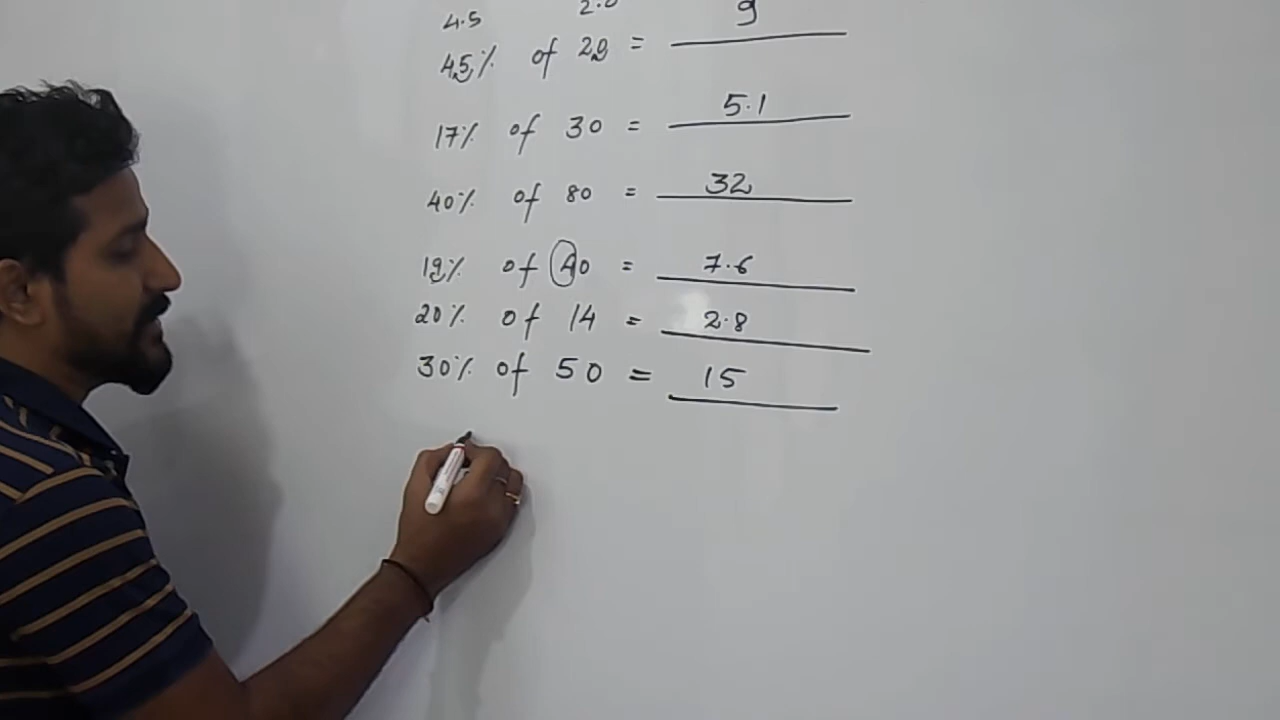 4.5 2.0 9
45% of 20 =
17% of 30 = 5.1
40% of 80 = 32
19% of 40 = 7.6
20% of 14 = 2.8
30% of 50 = 15